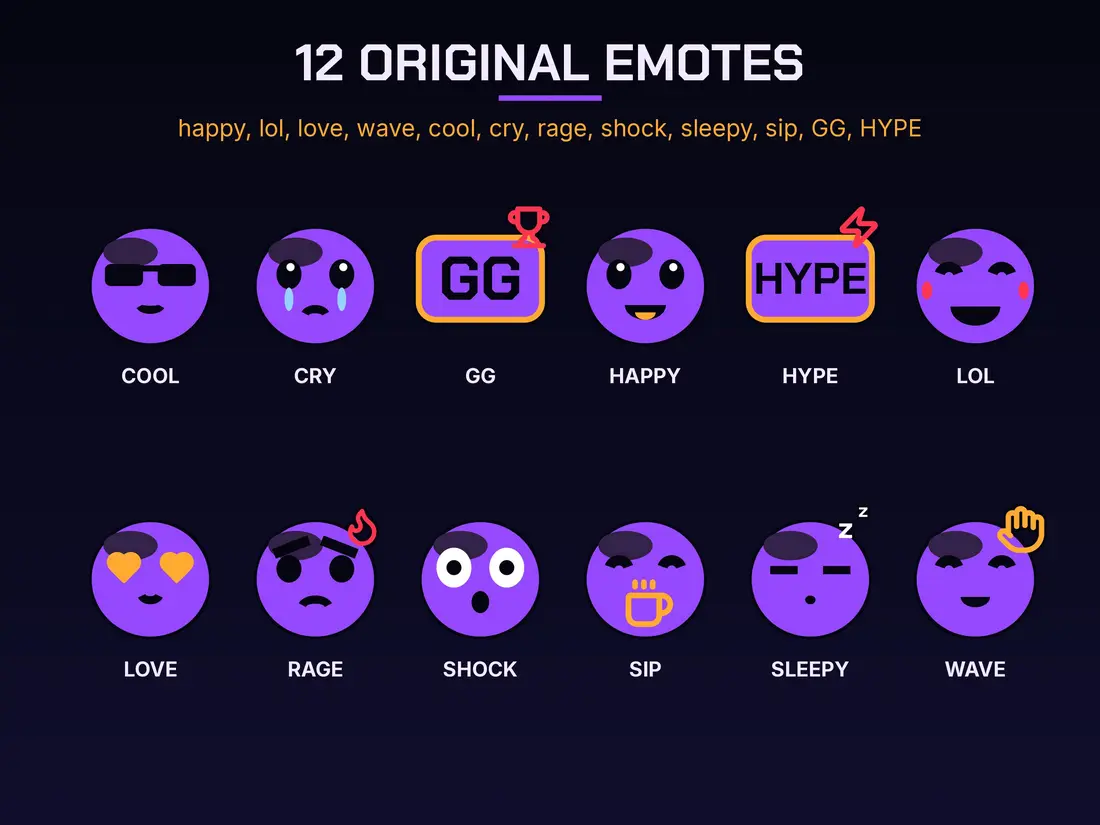 12 ORIGINAL EMOTES
happy, lol, love, wave, cool, cry, rage, shock, sleepy, sip, GG, HYPE
GG
HYPE
COOL
CRY
GG
HAPPY
HYPE
LOL
z z
LOVE
RAGE
SHOCK
SIP
SLEEPY
WAVE